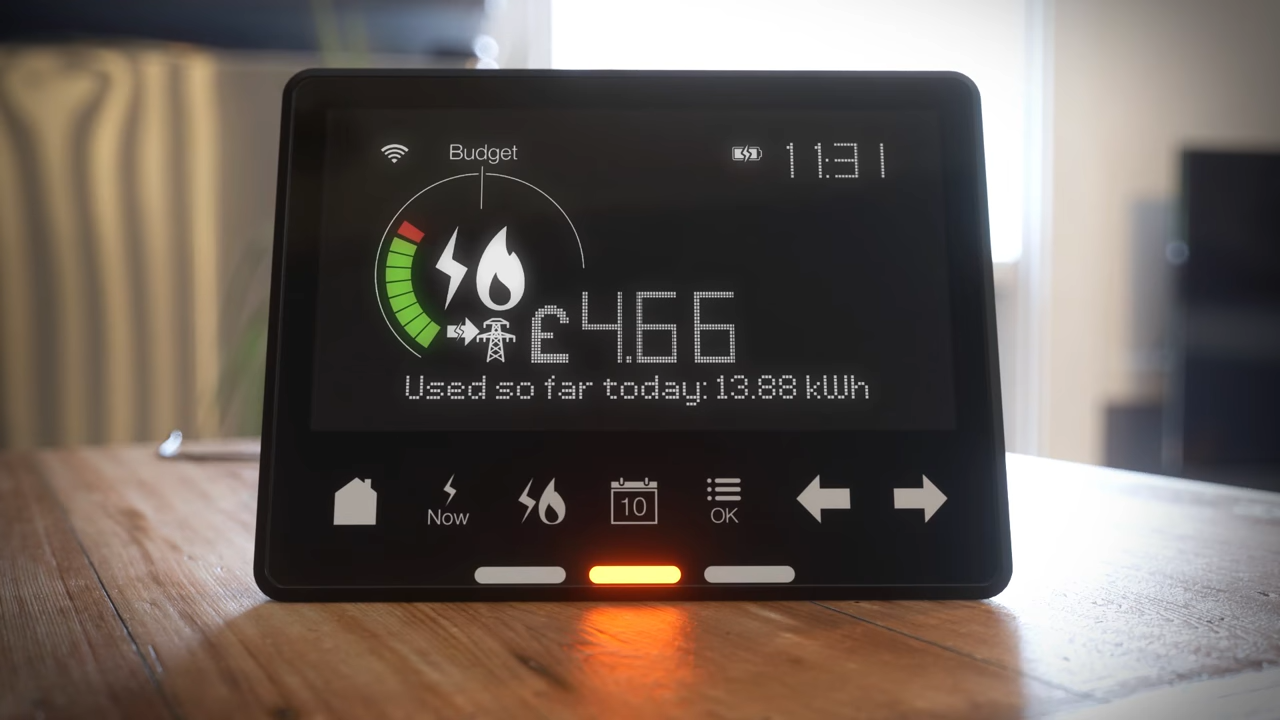 Budget
11:31
£4.66
Used so far today: 13.88 kWh
Now
10
OK